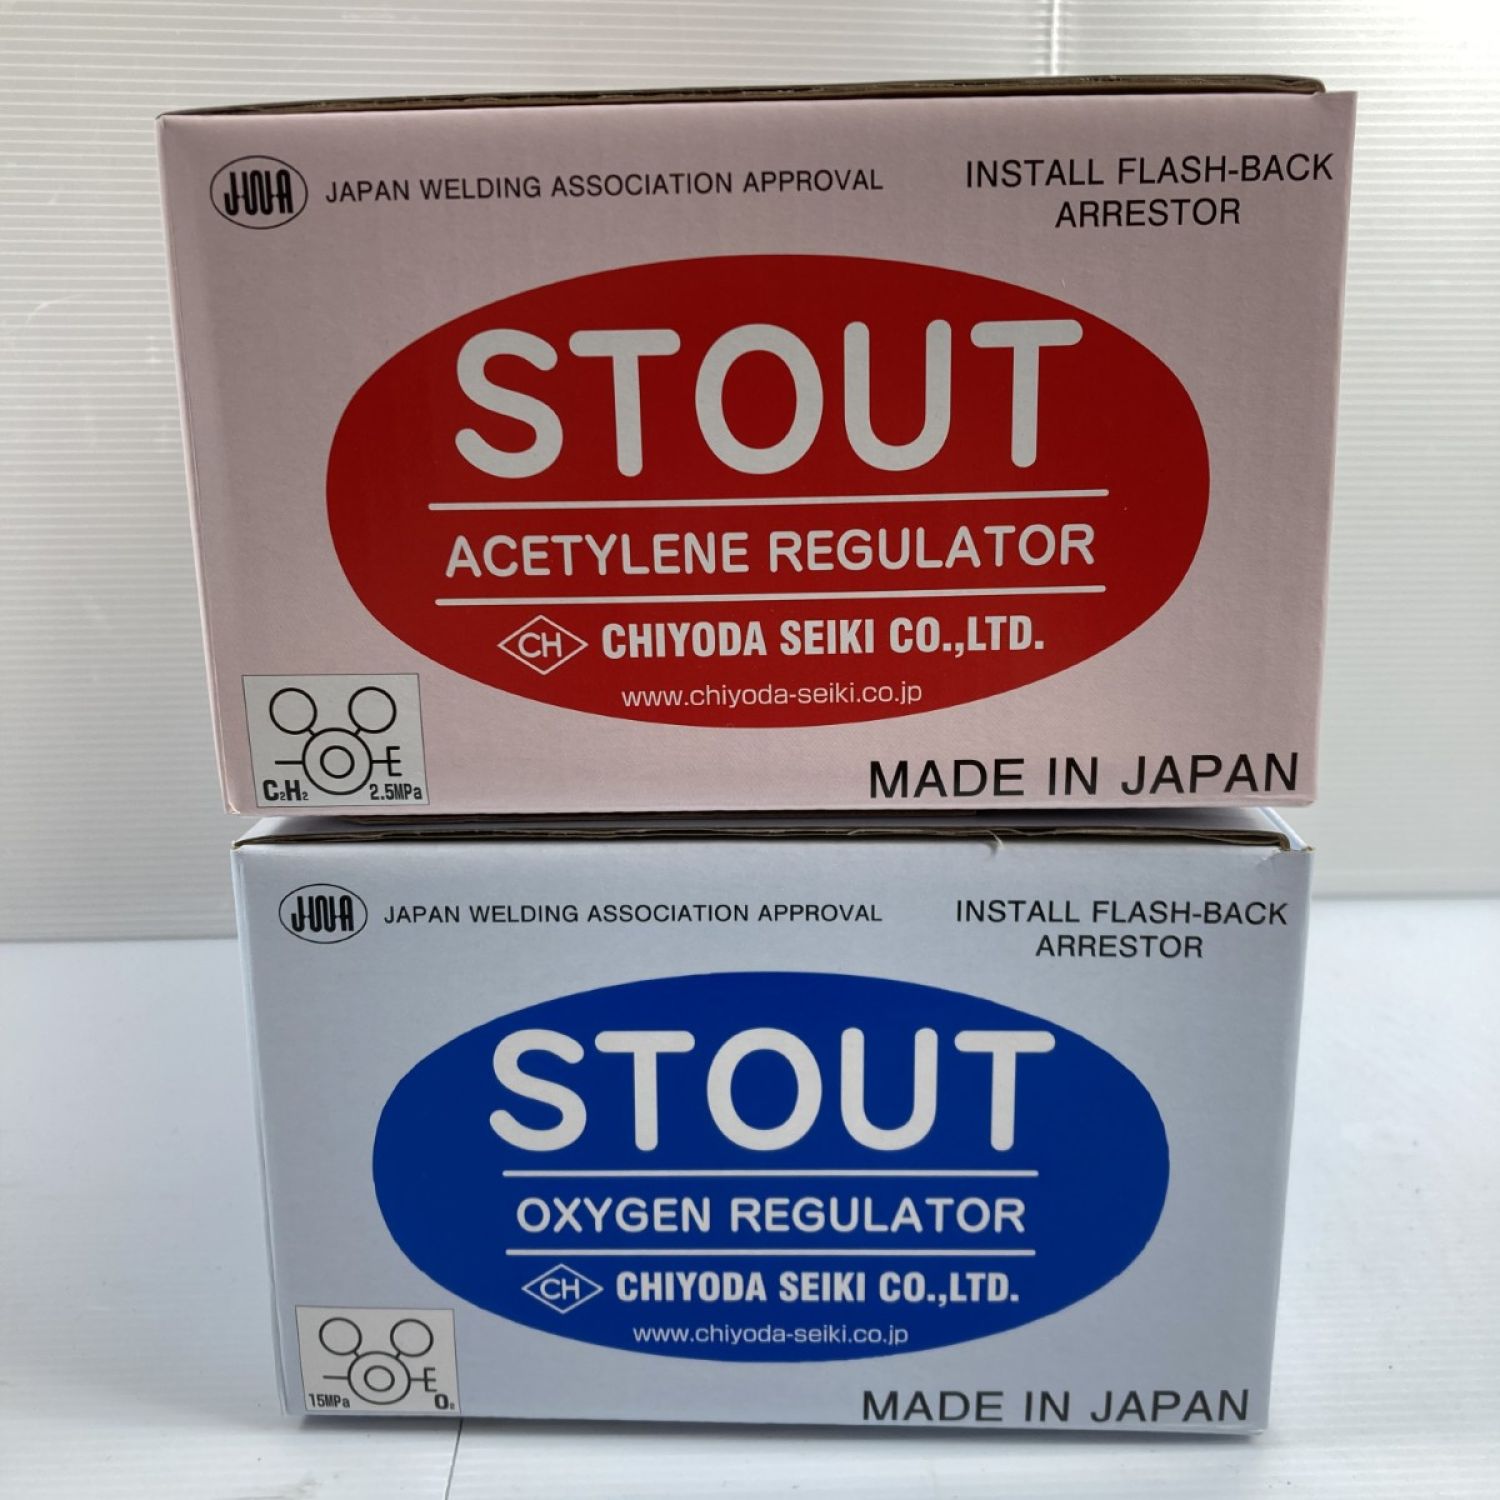 JWA JAPAN WELDING ASSOCIATION APPROVAL
INSTALL FLASH-BACK
ARRESTOR
STOUT
ACETYLENE REGULATOR
CH CHIYODA SEIKI CO.,LTD.
www.chiyoda-seiki.co.jp
E
C₂H₂ 2.5MPa
MADE IN JAPAN
JWA JAPAN WELDING ASSOCIATION APPROVAL
INSTALL FLASH-BACK
ARRESTOR
STOUT
OXYGEN REGULATOR
CH CHIYODA SEIKI CO.,LTD.
www.chiyoda-seiki.co.jp
E
15MPa O₂
MADE IN JAPAN